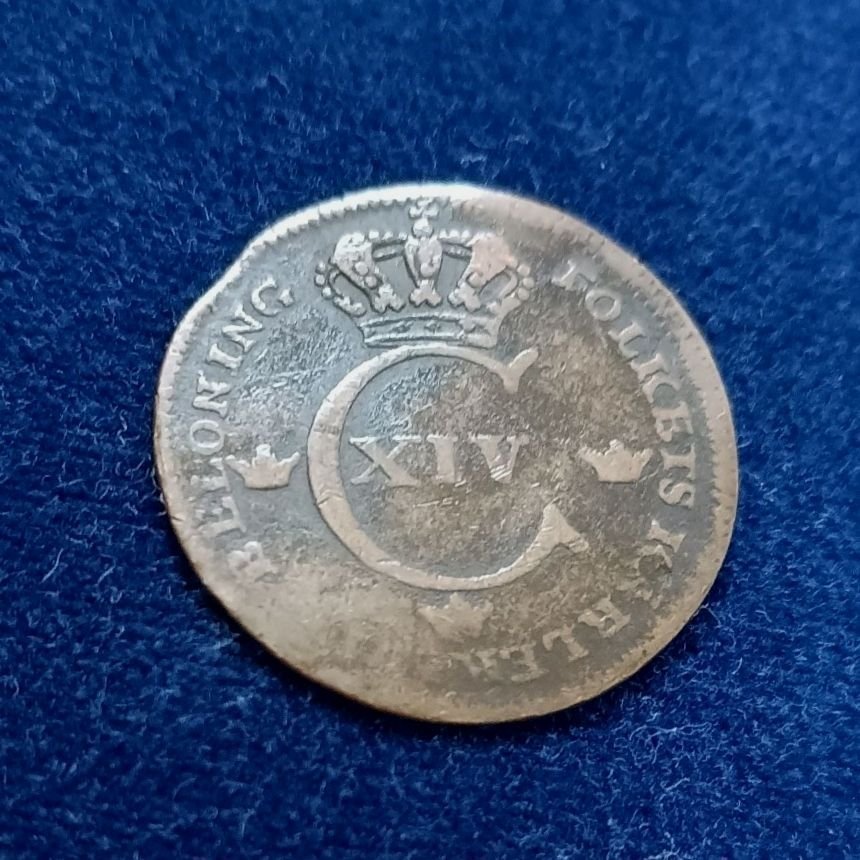 FOLKETS KÄRLEK
BELÖNING
C
XIV